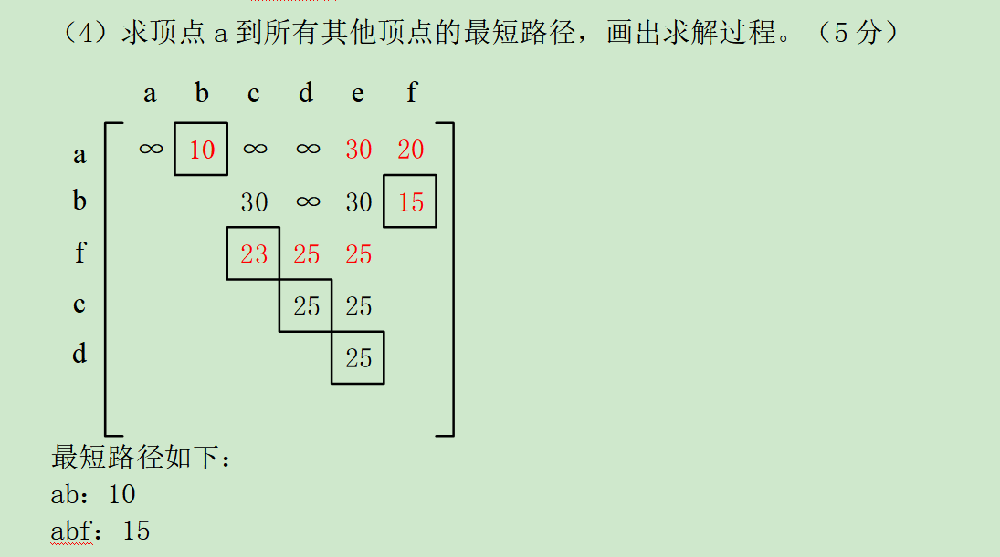 （4）求顶点 a 到所有其他顶点的最短路径，画出求解过程。（5 分）
a b c d e f
a ∞ 10 ∞ ∞ 30 20
b 30 ∞ 30 15
f 23 25 25
c 25 25
d 25
最短路径如下：
ab：10
abf：15